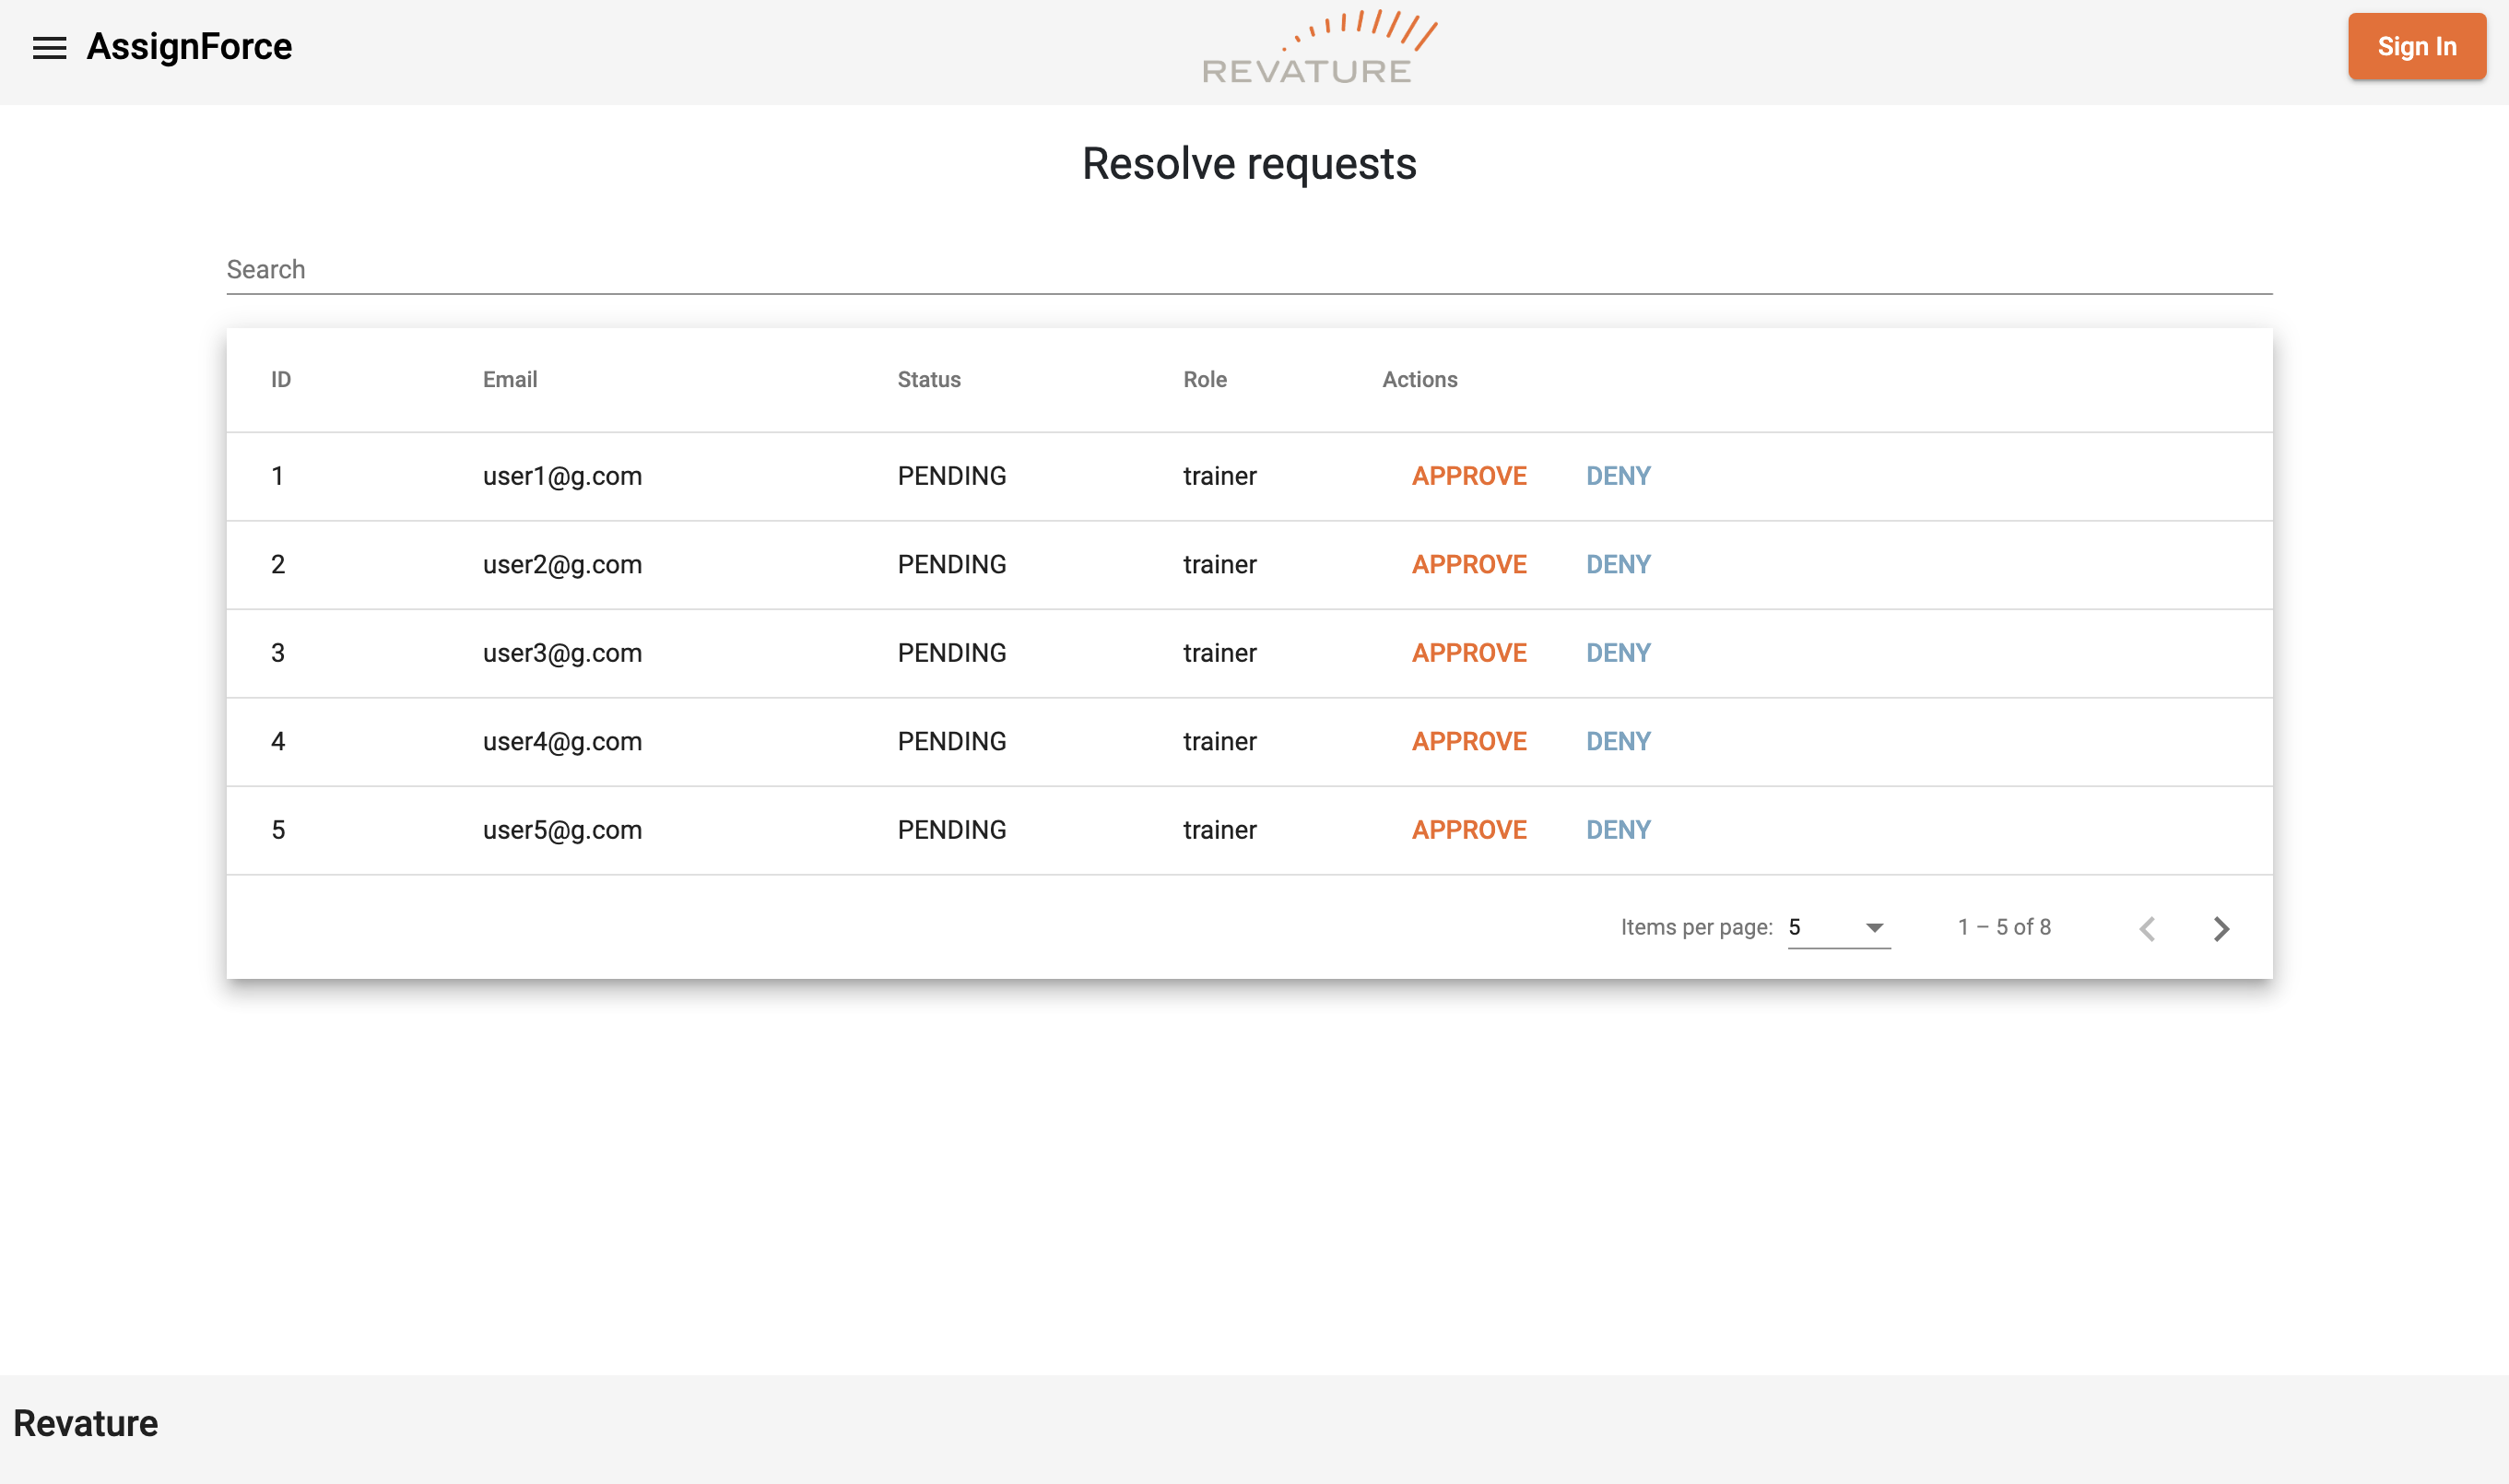 AssignForce
REVATURE
Sign In
Resolve requests
Search
ID Email Status Role Actions
1 user1@g.com PENDING trainer APPROVE DENY
2 user2@g.com PENDING trainer APPROVE DENY
3 user3@g.com PENDING trainer APPROVE DENY
4 user4@g.com PENDING trainer APPROVE DENY
5 user5@g.com PENDING trainer APPROVE DENY
Items per page: 5 1 – 5 of 8
Revature